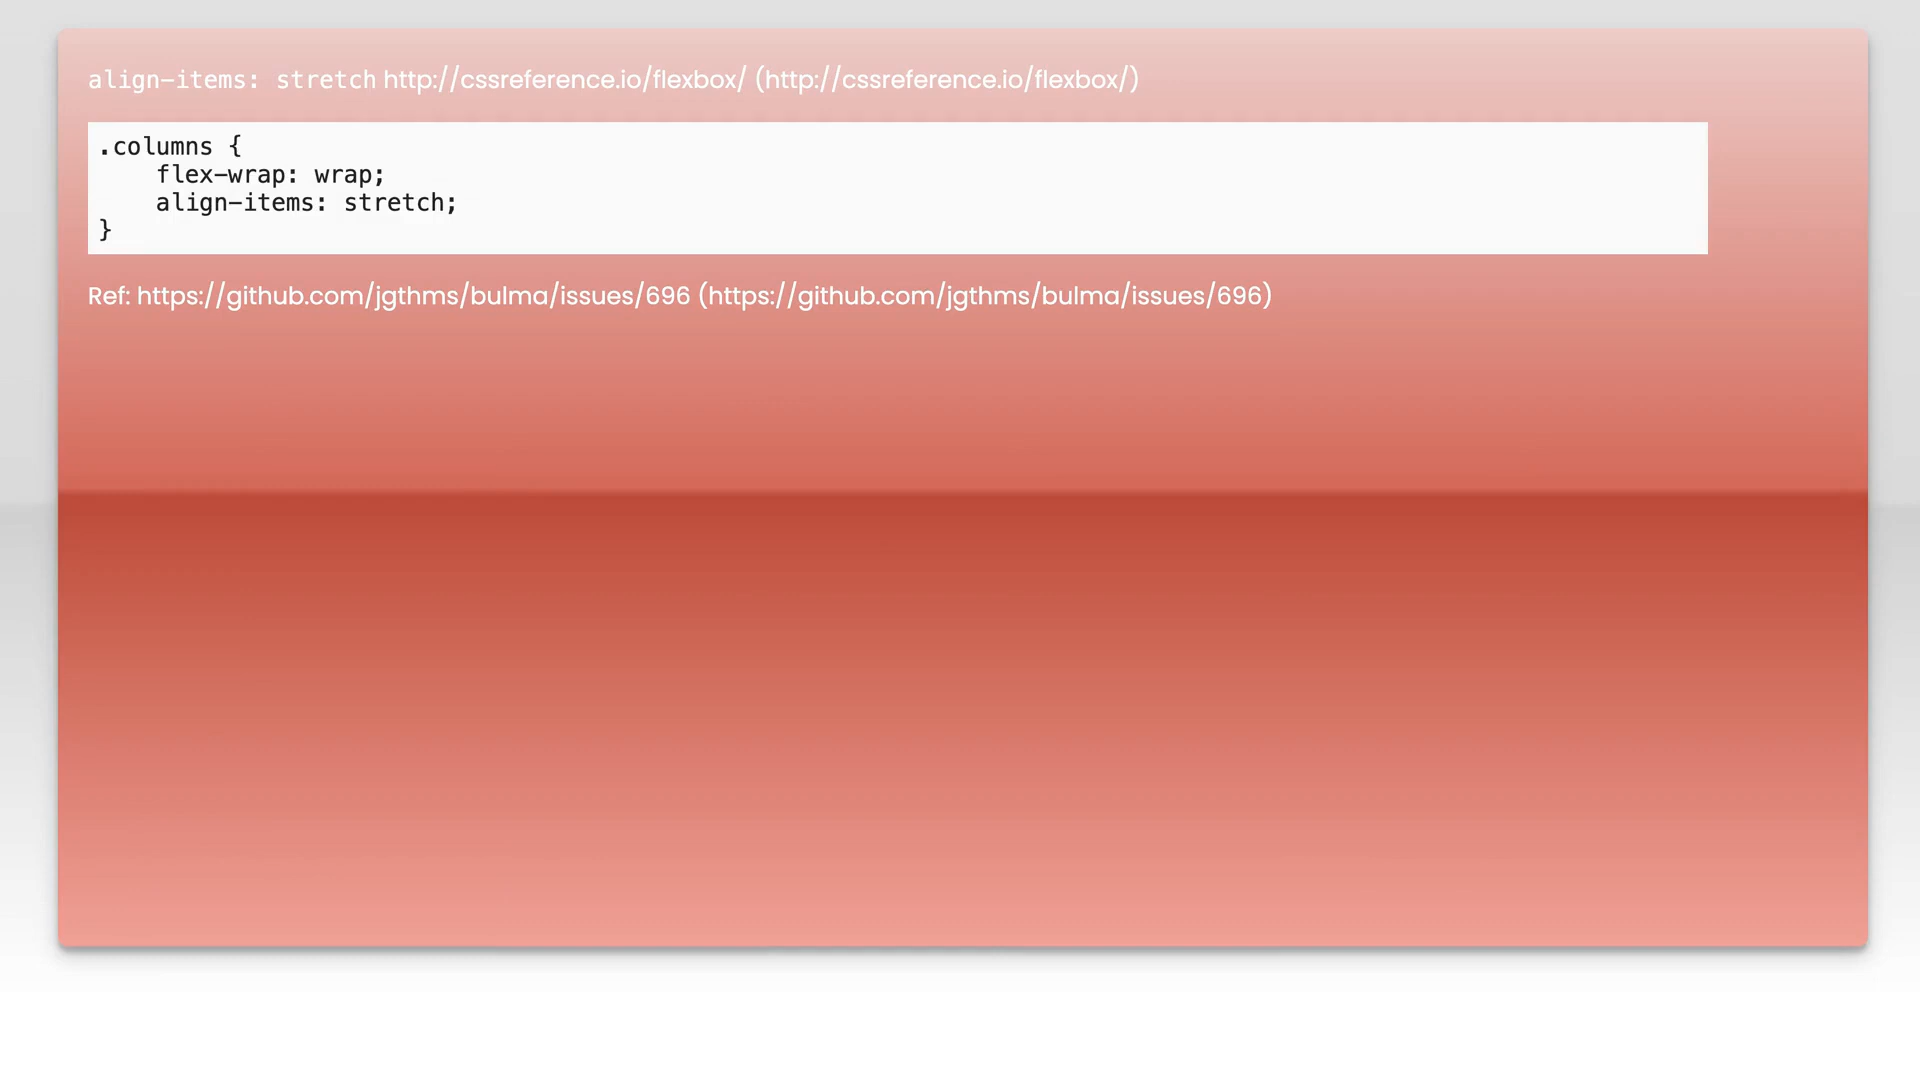 align-items: stretch http://cssreference.io/flexbox/ (http://cssreference.io/flexbox/)
.columns {
    flex-wrap: wrap;
    align-items: stretch;
}
Ref: https://github.com/jgthms/bulma/issues/696 (https://github.com/jgthms/bulma/issues/696)